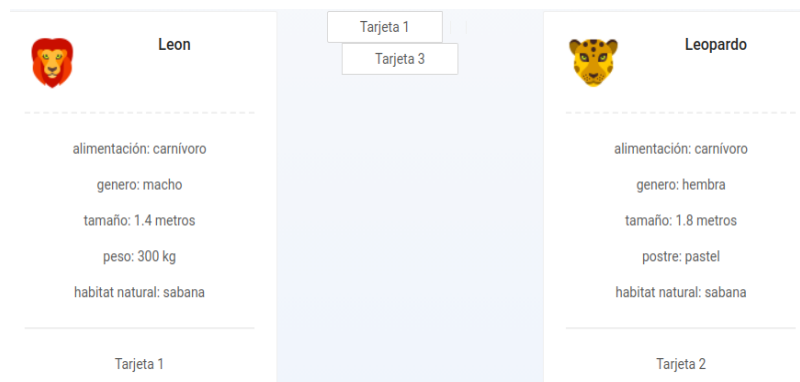 Leon
alimentación: carnívoro
genero: macho
tamaño: 1.4 metros
peso: 300 kg
habitat natural: sabana
Tarjeta 1
Tarjeta 1
Tarjeta 3
Leopardo
alimentación: carnívoro
genero: hembra
tamaño: 1.8 metros
postre: pastel
habitat natural: sabana
Tarjeta 2